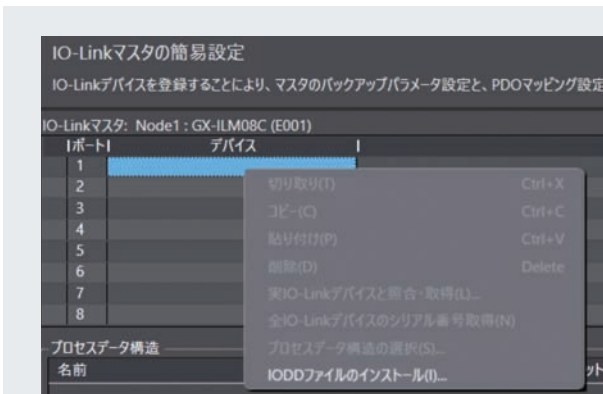 IO-Linkマスタの簡易設定
IO-Linkデバイスを登録することにより、マスタのバックアップパラメータ設定と、PDOマッピング設定
IO-Linkマスタ: Node1 : GX-ILM08C (E001)
ポート デバイス
1
2
3
4
5
6
7
8
切り取り(T) Ctrl+X
コピー(C) Ctrl+C
貼り付け(P) Ctrl+V
削除(D) Delete
実IO-Linkデバイスと照合・取得(L)...
全IO-Linkデバイスのシリアル番号取得(N)
プロセスデータ構造の選択(S)...
IODDファイルのインストール(I)...
プロセスデータ構造
名前
ット